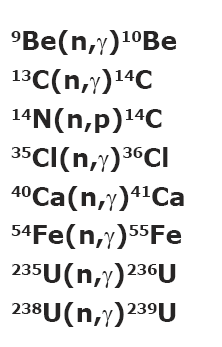 ⁹Be(n,γ)¹⁰Be
¹³C(n,γ)¹⁴C
¹⁴N(n,p)¹⁴C
³⁵Cl(n,γ)³⁶Cl
⁴⁰Ca(n,γ)⁴¹Ca
⁵⁴Fe(n,γ)⁵⁵Fe
²³⁵U(n,γ)²³⁶U
²³⁸U(n,γ)²³⁹U